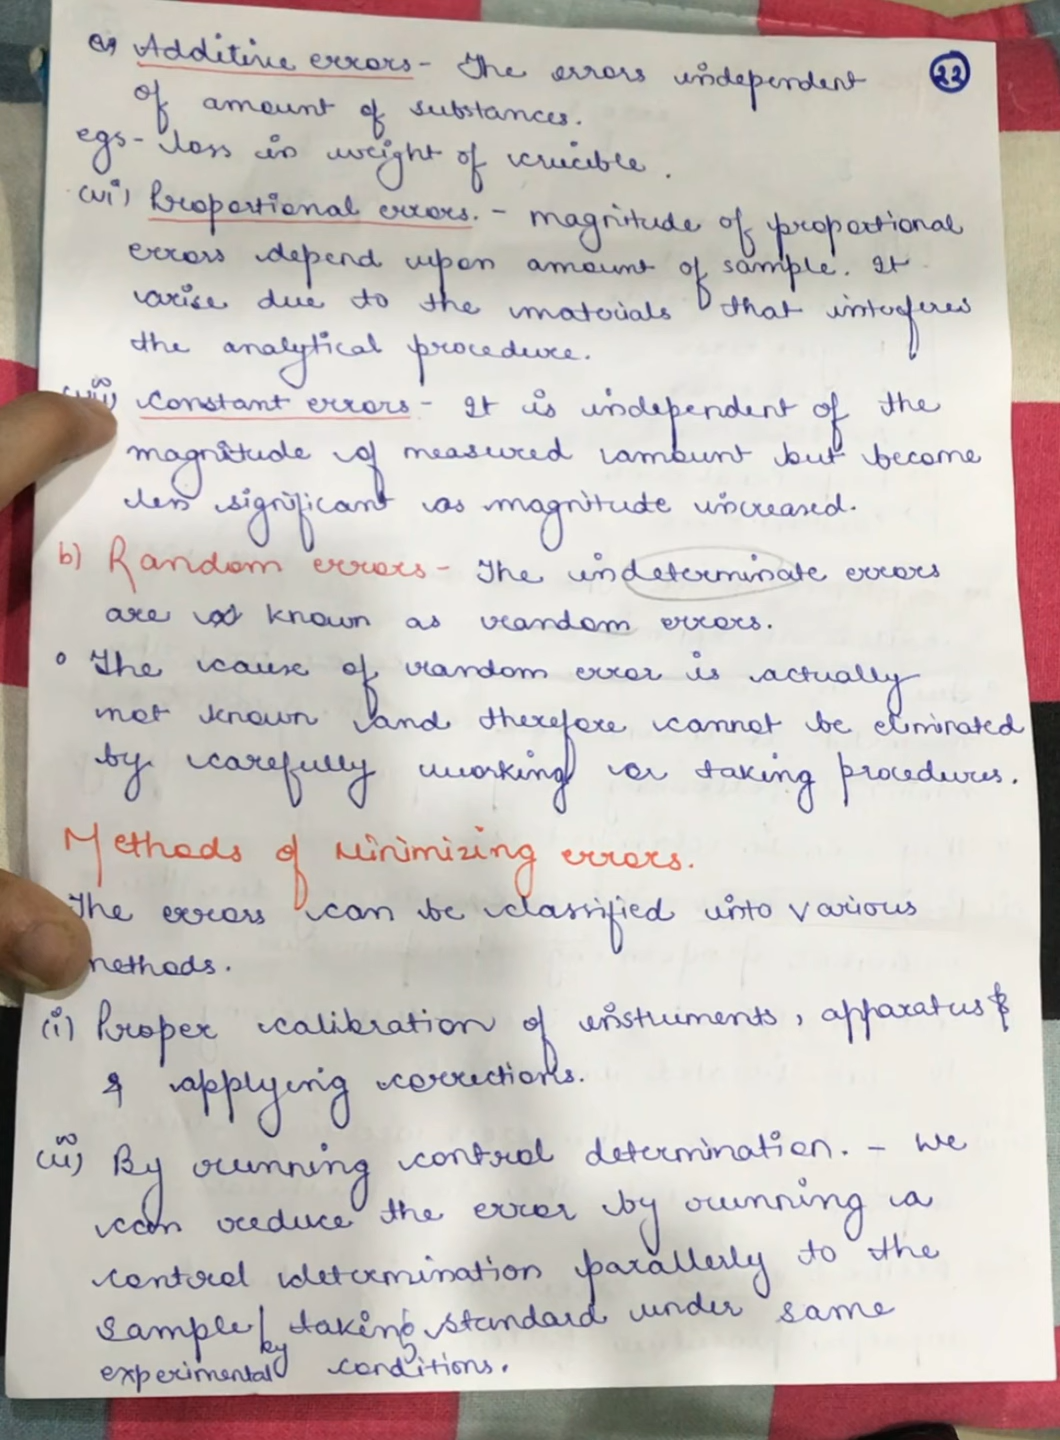 22
e) Additive errors - The errors independent
of amount of substances.
egs - loss in weight of crucible.
(vi) Proportional errors. - magnitude of proportional
errors depend upon amount of sample. It
arise due to the materials that interferes
the analytical procedure.
(vii) Constant errors - It is independent of the
magnitude of measured amount but become
less significant as magnitude increased.
b) Random errors - The indeterminate errors
are known as random errors.
• The cause of random error is actually
not known and therefore cannot be eliminated
by carefully working or taking procedures.
Methods of Minimizing errors.
The errors can be classified into various
methods.
(i) Proper calibration of instruments, apparatus &
& applying corrections.
(ii) By running control determination. - We
can reduce the error by running a
control determination parallerly to the
sample / by taking standard under same
experimental conditions.